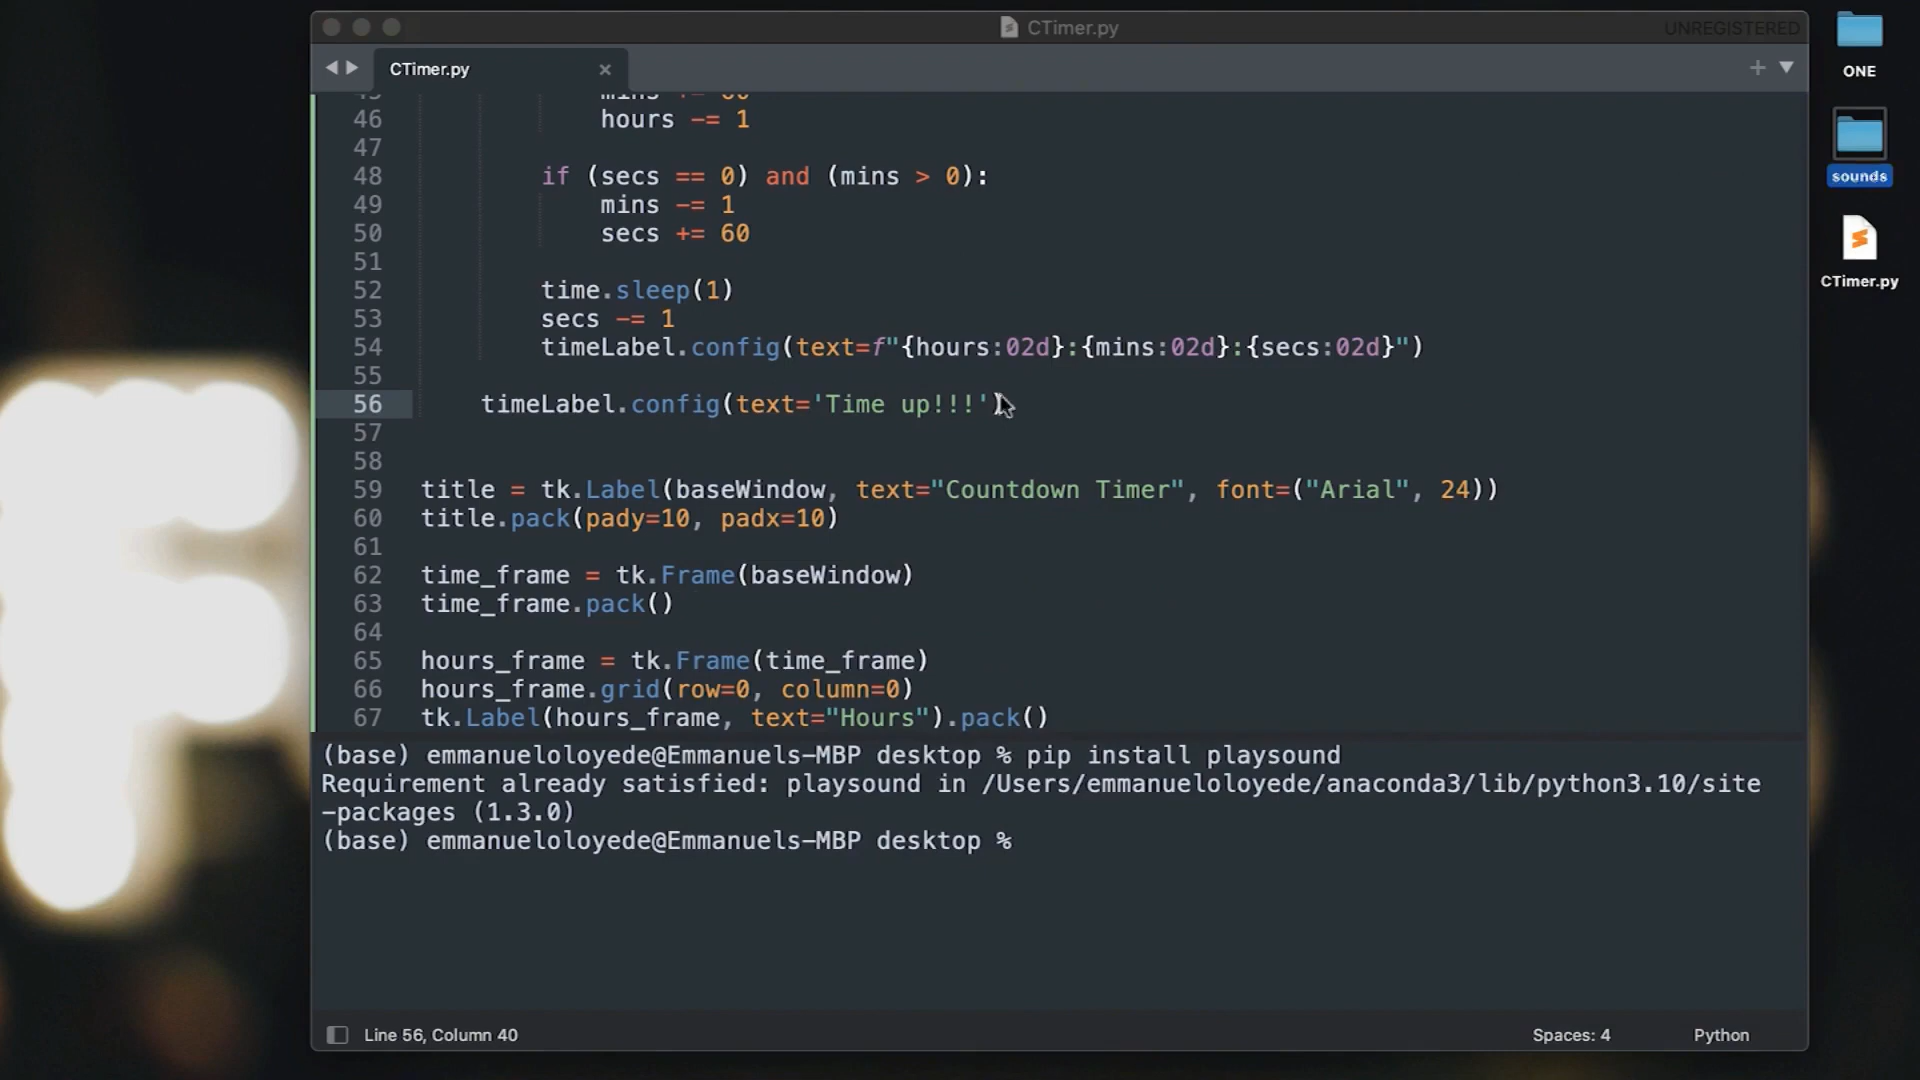 CTimer.py
UNREGISTERED
CTimer.py
46 hours -= 1
47
48 if (secs == 0) and (mins > 0):
49 mins -= 1
50 secs += 60
51
52 time.sleep(1)
53 secs -= 1
54 timeLabel.config(text=f"{hours:02d}:{mins:02d}:{secs:02d}")
55
56 timeLabel.config(text='Time up!!!')
57
58
59 title = tk.Label(baseWindow, text="Countdown Timer", font=("Arial", 24))
60 title.pack(pady=10, padx=10)
61
62 time_frame = tk.Frame(baseWindow)
63 time_frame.pack()
64
65 hours_frame = tk.Frame(time_frame)
66 hours_frame.grid(row=0, column=0)
67 tk.Label(hours_frame, text="Hours").pack()
(base) emmanueloloyede@Emmanuels-MBP desktop % pip install playsound
Requirement already satisfied: playsound in /Users/emmanueloloyede/anaconda3/lib/python3.10/site
-packages (1.3.0)
(base) emmanueloloyede@Emmanuels-MBP desktop %
Line 56, Column 40
Spaces: 4
Python
ONE
sounds
CTimer.py